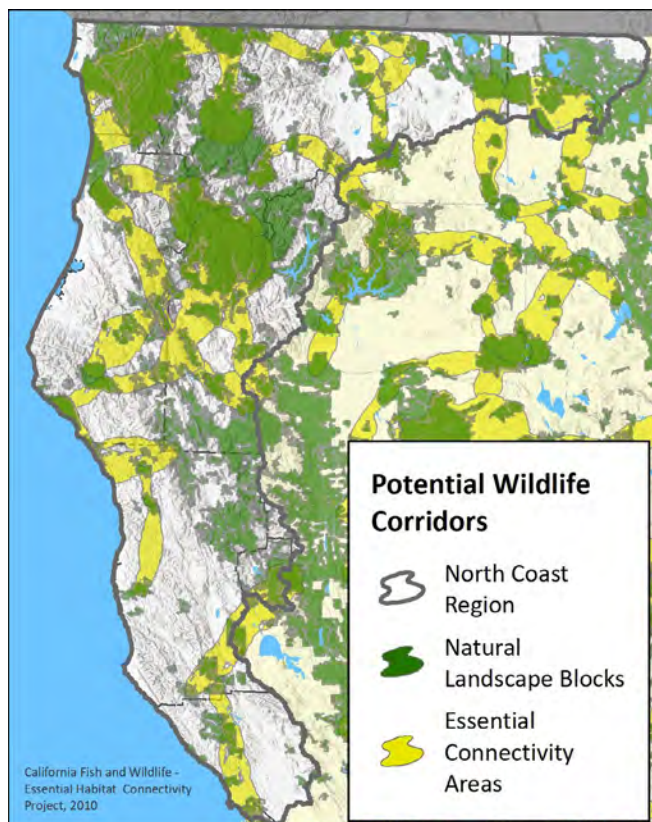 Potential Wildlife
Corridors
North Coast
Region
Natural
Landscape Blocks
Essential
Connectivity
Areas
California Fish and Wildlife -
Essential Habitat Connectivity
Project, 2010